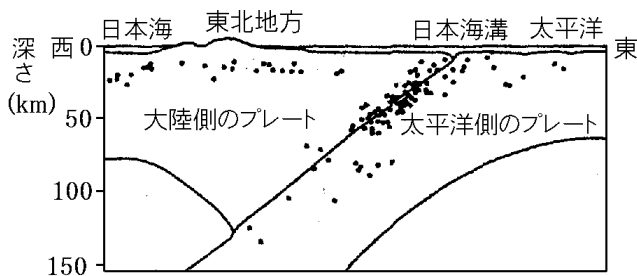 日本海 東北地方 日本海溝 太平洋
深さ(km)
西 0 東
50
大陸側のプレート 太平洋側のプレート
100
150